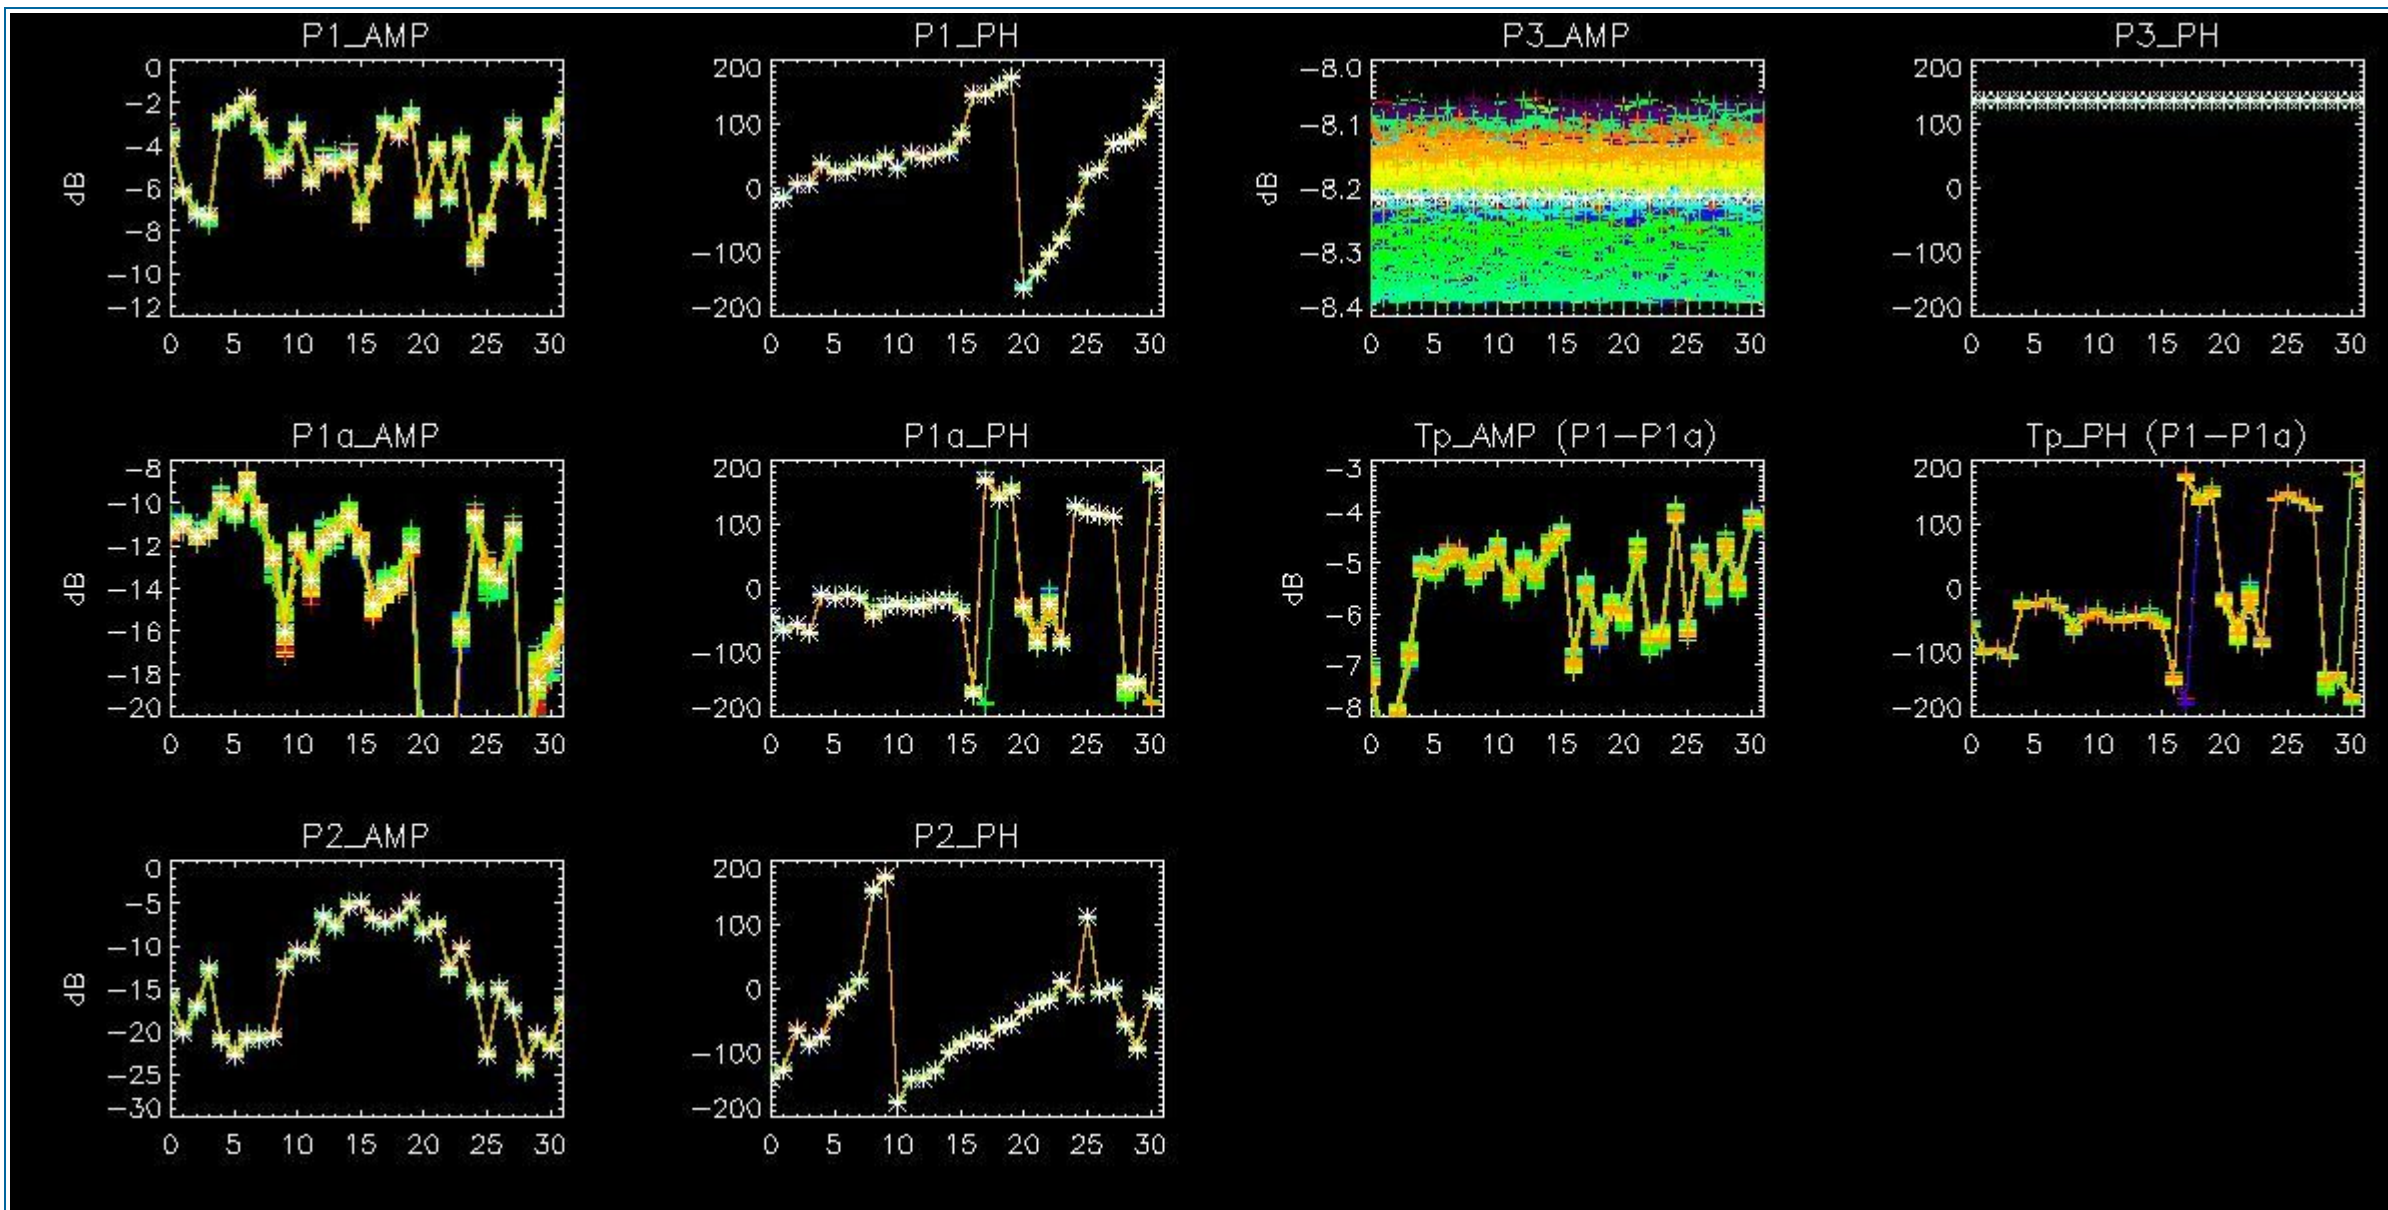 P1_AMP
dB
0
−2
−4
−6
−8
−10
−12
0 5 10 15 20 25 30
P1_PH
200
100
0
−100
−200
0 5 10 15 20 25 30
P3_AMP
dB
−8.0
−8.1
−8.2
−8.3
−8.4
0 5 10 15 20 25 30
P3_PH
200
100
0
−100
−200
0 5 10 15 20 25 30
P1a_AMP
dB
−8
−10
−12
−14
−16
−18
−20
0 5 10 15 20 25 30
P1a_PH
200
100
0
−100
−200
0 5 10 15 20 25 30
Tp_AMP (P1−P1a)
dB
−3
−4
−5
−6
−7
−8
0 5 10 15 20 25 30
Tp_PH (P1−P1a)
200
100
0
−100
−200
0 5 10 15 20 25 30
P2_AMP
dB
0
−5
−10
−15
−20
−25
−30
0 5 10 15 20 25 30
P2_PH
200
100
0
−100
−200
0 5 10 15 20 25 30